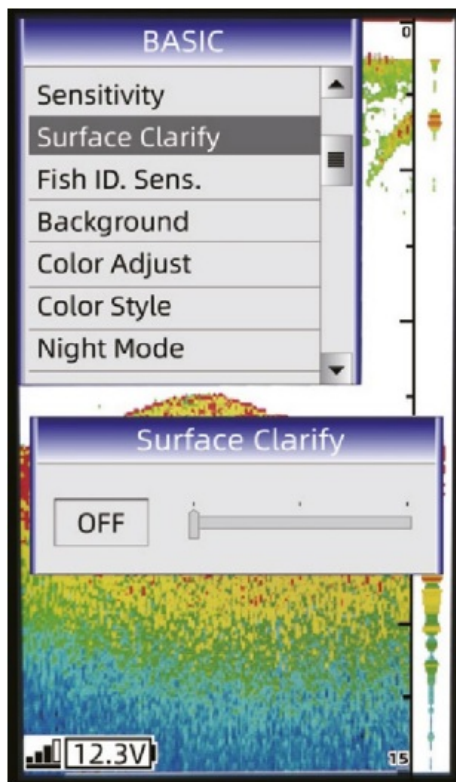 BASIC
0
Sensitivity
Surface Clarify
Fish ID. Sens.
Background
Color Adjust
Color Style
Night Mode
Surface Clarify
OFF
12.3V
15